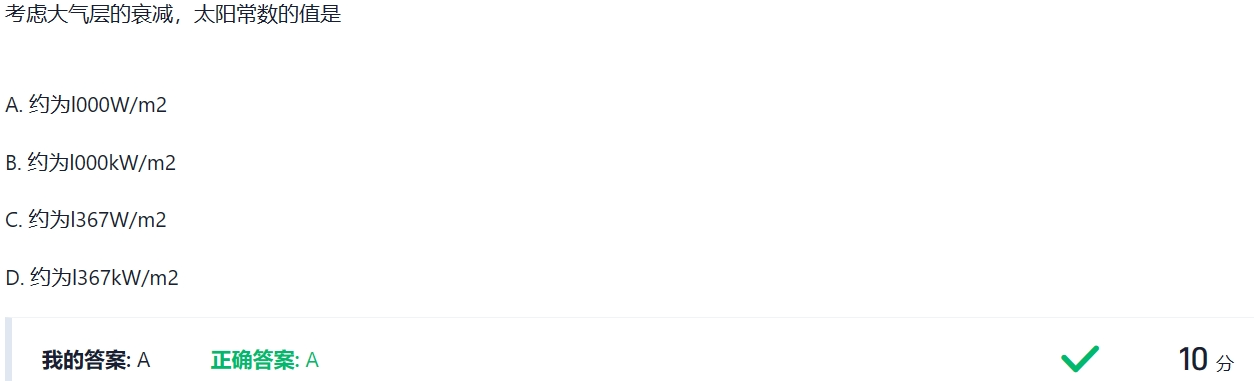 考虑大气层的衰减，太阳常数的值是
A. 约为l000W/m2
B. 约为l000kW/m2
C. 约为l367W/m2
D. 约为l367kW/m2
我的答案: A 正确答案: A 10 分